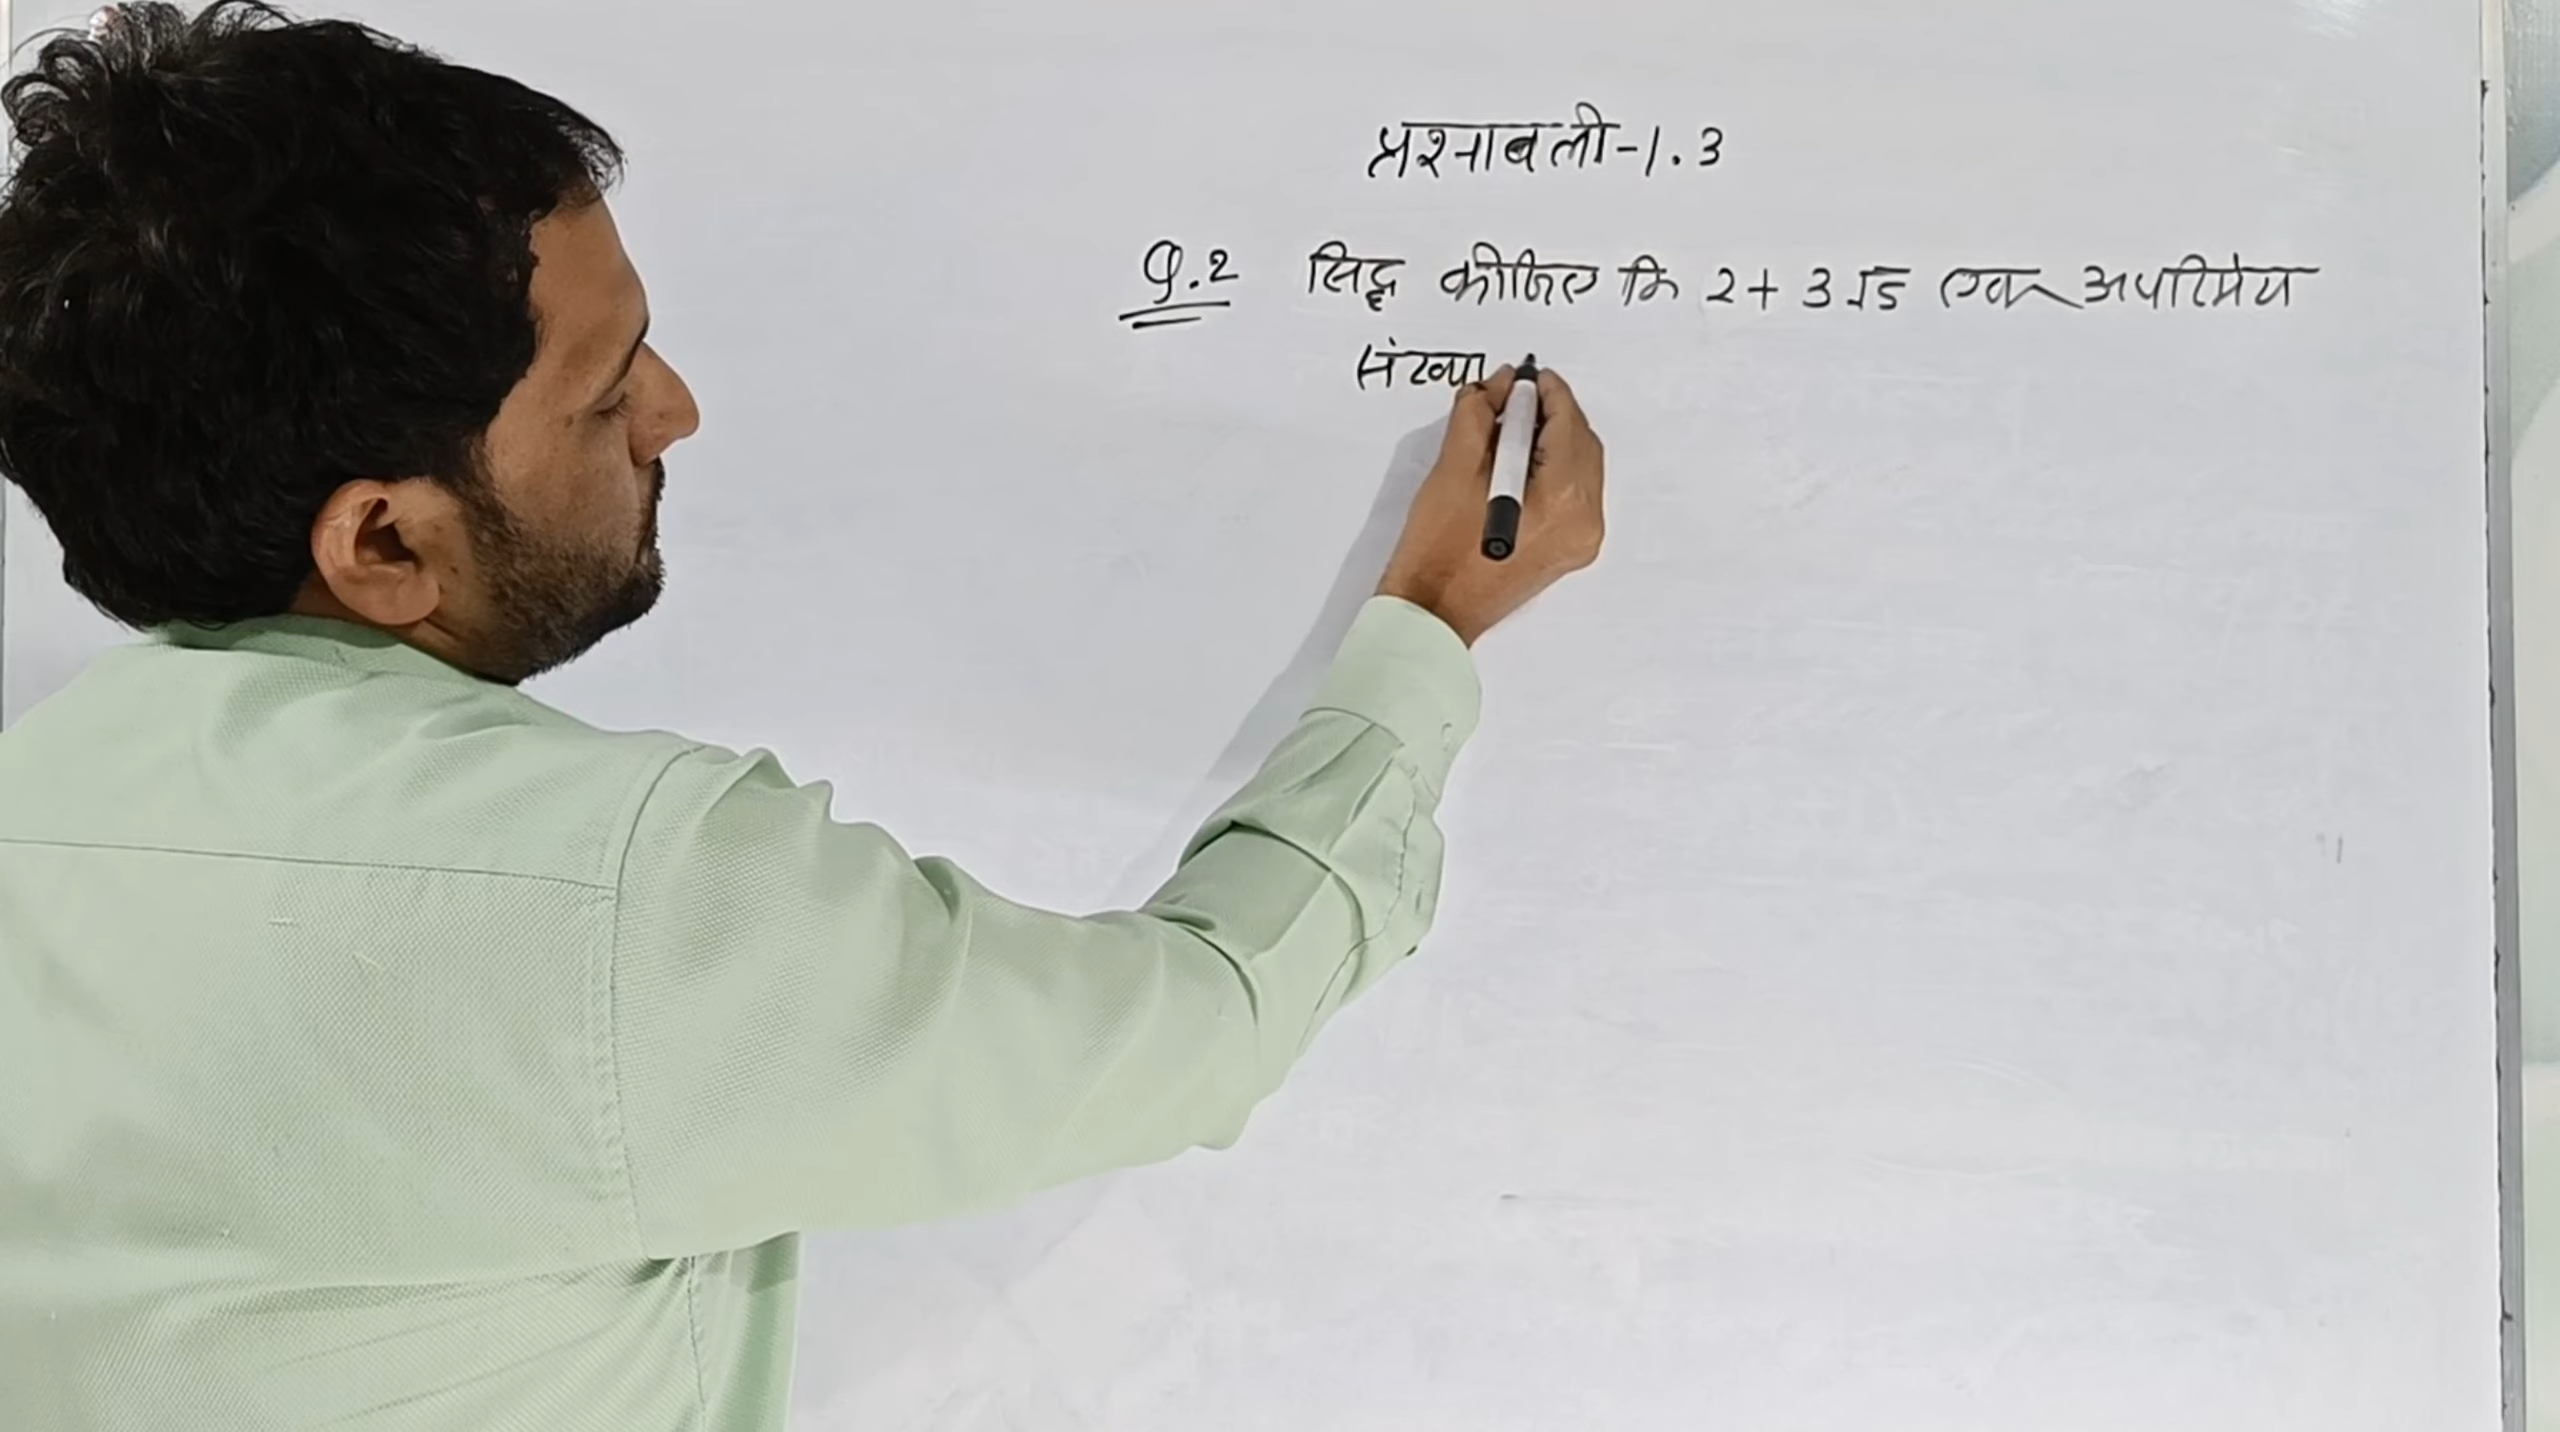 प्रश्नावली-1.3
Q.2 सिद्ध कीजिए कि 2+3√5 एक अपरिमेय
संख्या